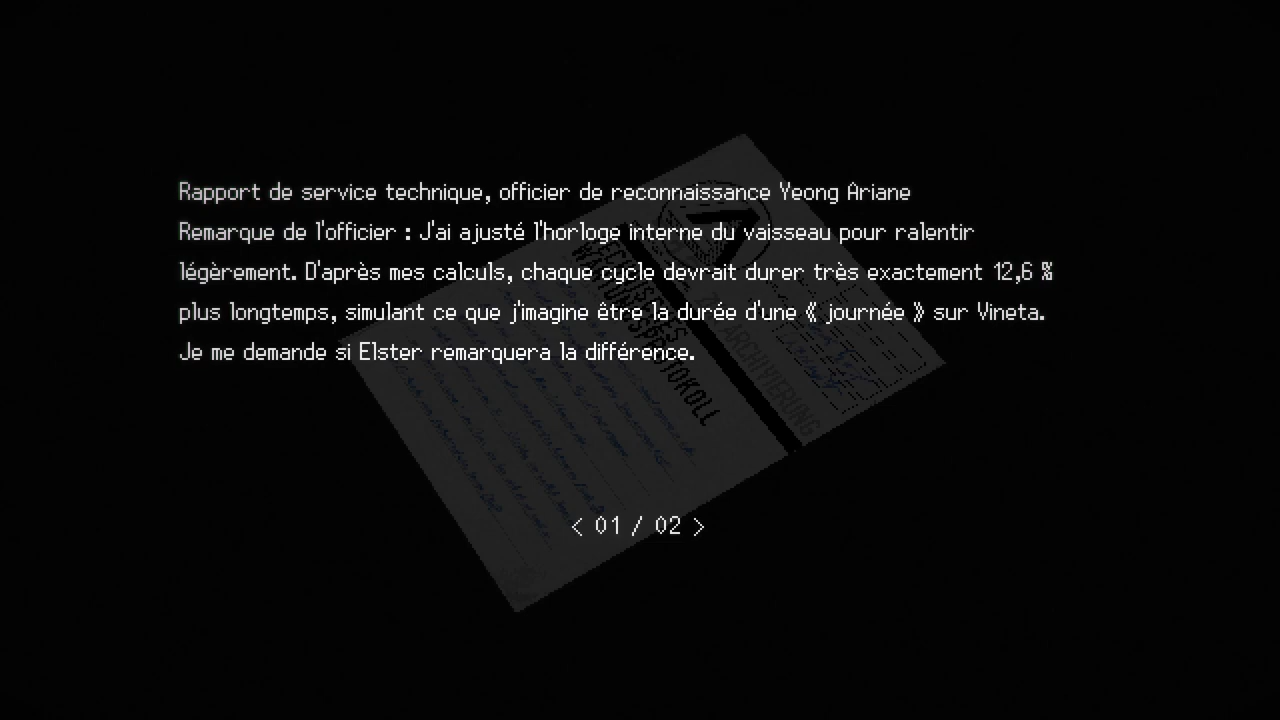 Rapport de service technique, officier de reconnaissance Yeong Ariane
Remarque de l'officier : J'ai ajusté l'horloge interne du vaisseau pour ralentir
légèrement. D'après mes calculs, chaque cycle devrait durer très exactement 12,6 %
plus longtemps, simulant ce que j'imagine être la durée d'une « journée » sur Vineta.
Je me demande si Elster remarquera la différence.
ARCHIVIERUNG
< 01 / 02 >